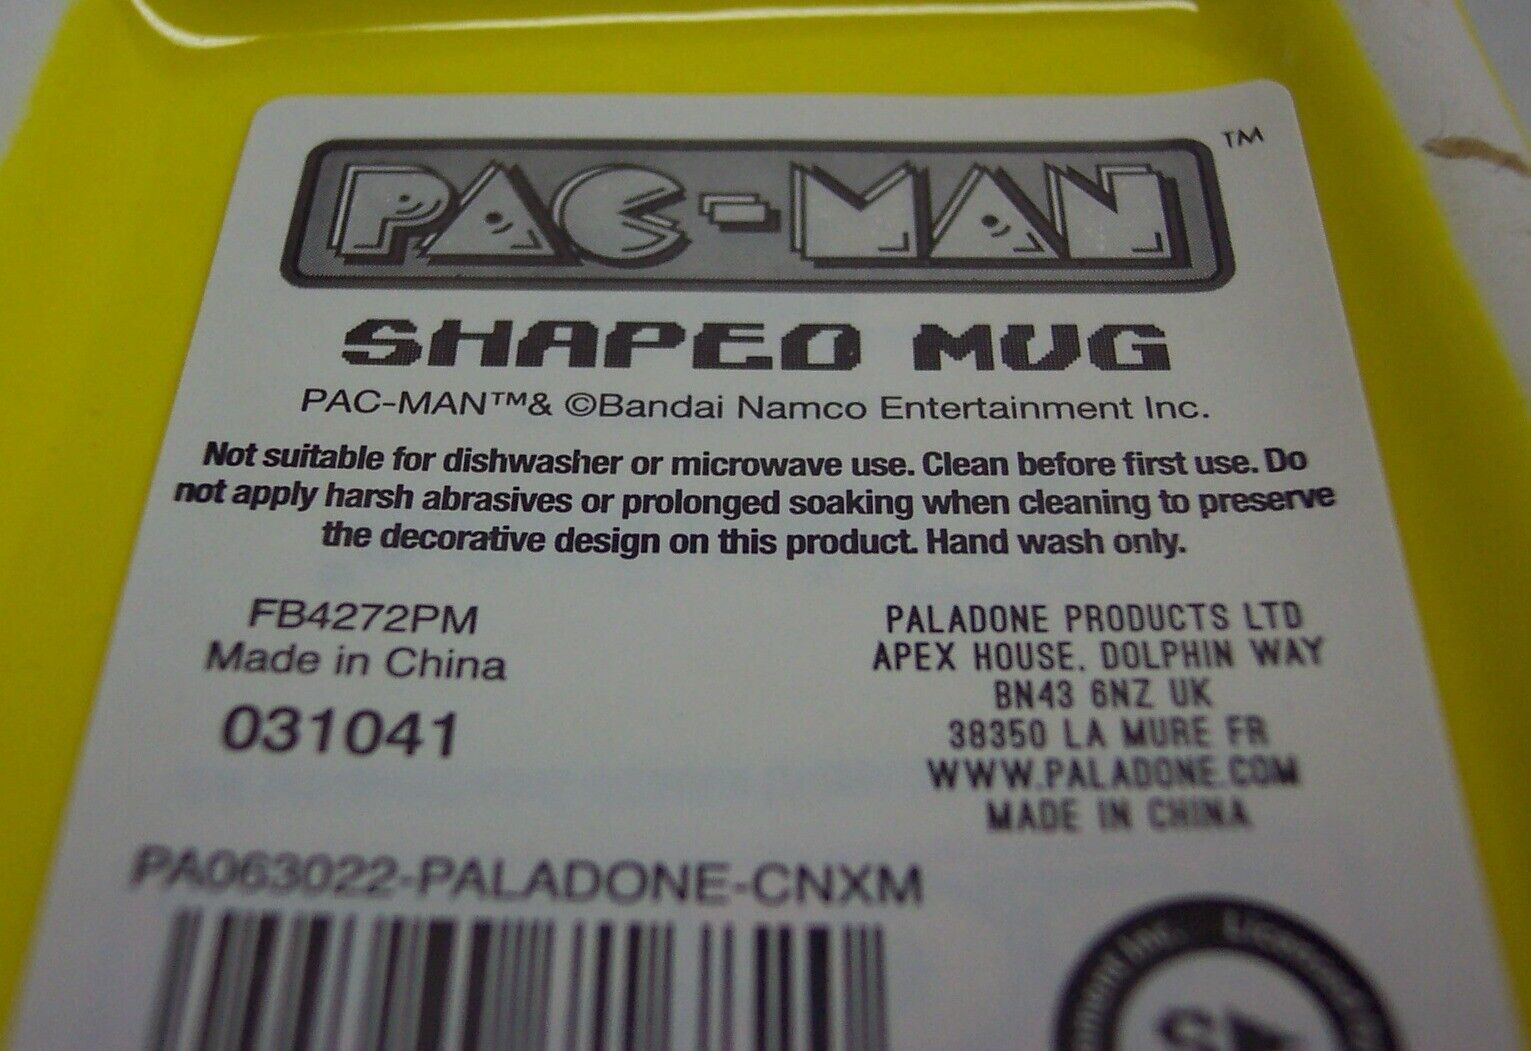 PAC-MAN™
SHAPED MUG
PAC-MAN™& ©Bandai Namco Entertainment Inc.
Not suitable for dishwasher or microwave use. Clean before first use. Do
not apply harsh abrasives or prolonged soaking when cleaning to preserve
the decorative design on this product. Hand wash only.
FB4272PM
Made in China
031041
PALADONE PRODUCTS LTD
APEX HOUSE, DOLPHIN WAY
BN43 6NZ UK
38350 LA MURE FR
WWW.PALADONE.COM
MADE IN CHINA
PA063022-PALADONE-CNXM
Inc.